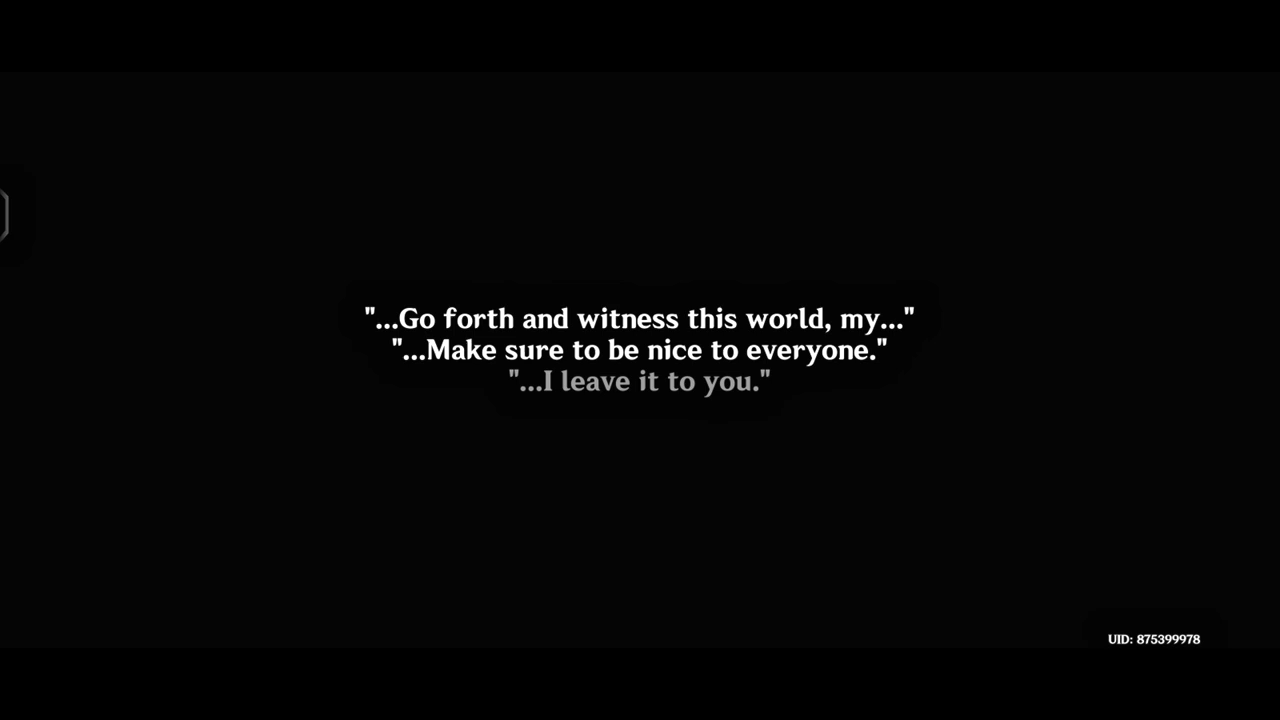 "...Go forth and witness this world, my..."
"...Make sure to be nice to everyone."
"...I leave it to you."
UID: 875399978